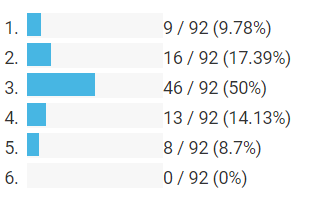 1. 9 / 92 (9.78%)
2. 16 / 92 (17.39%)
3. 46 / 92 (50%)
4. 13 / 92 (14.13%)
5. 8 / 92 (8.7%)
6. 0 / 92 (0%)